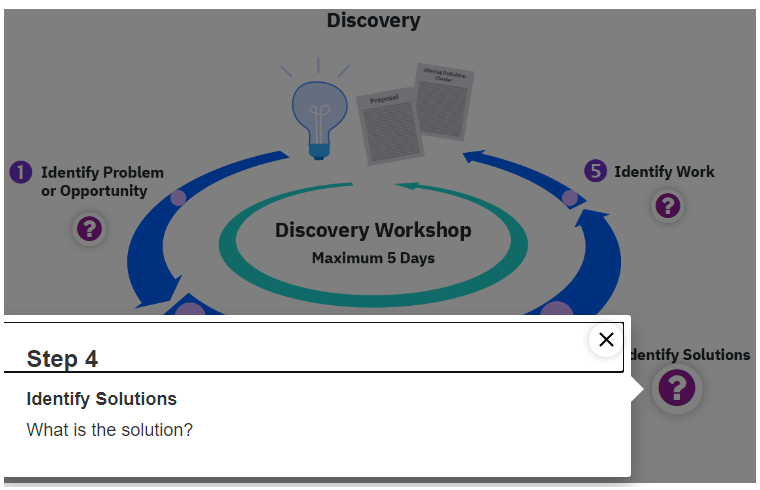 Discovery
Proposal
Offering Definition
Charter
1 Identify Problem
or Opportunity
?
5 Identify Work
?
Discovery Workshop
Maximum 5 Days
dentify Solutions
?
Step 4
Identify Solutions
What is the solution?